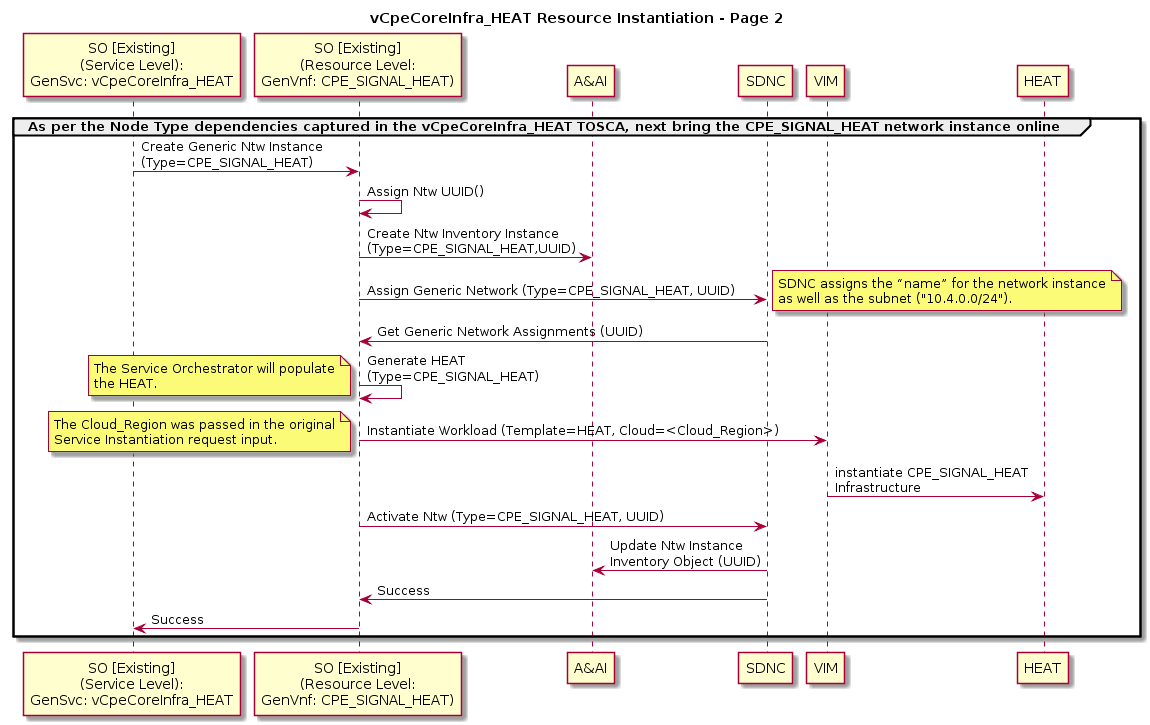 vCpeCoreInfra_HEAT Resource Instantiation - Page 2
SO [Existing]
(Service Level):
GenSvc: vCpeCoreInfra_HEAT
SO [Existing]
(Resource Level:
GenVnf: CPE_SIGNAL_HEAT)
A&AI
SDNC
VIM
HEAT
As per the Node Type dependencies captured in the vCpeCoreInfra_HEAT TOSCA, next bring the CPE_SIGNAL_HEAT network instance online
Create Generic Ntw Instance
(Type=CPE_SIGNAL_HEAT)
Assign Ntw UUID()
Create Ntw Inventory Instance
(Type=CPE_SIGNAL_HEAT,UUID)
Assign Generic Network (Type=CPE_SIGNAL_HEAT, UUID)
SDNC assigns the “name” for the network instance
as well as the subnet ("10.4.0.0/24").
Get Generic Network Assignments (UUID)
Generate HEAT
(Type=CPE_SIGNAL_HEAT)
The Service Orchestrator will populate
the HEAT.
The Cloud_Region was passed in the original
Service Instantiation request input.
Instantiate Workload (Template=HEAT, Cloud=<Cloud_Region>)
instantiate CPE_SIGNAL_HEAT
Infrastructure
Activate Ntw (Type=CPE_SIGNAL_HEAT, UUID)
Update Ntw Instance
Inventory Object (UUID)
Success
Success
SO [Existing]
(Service Level):
GenSvc: vCpeCoreInfra_HEAT
SO [Existing]
(Resource Level:
GenVnf: CPE_SIGNAL_HEAT)
A&AI
SDNC
VIM
HEAT